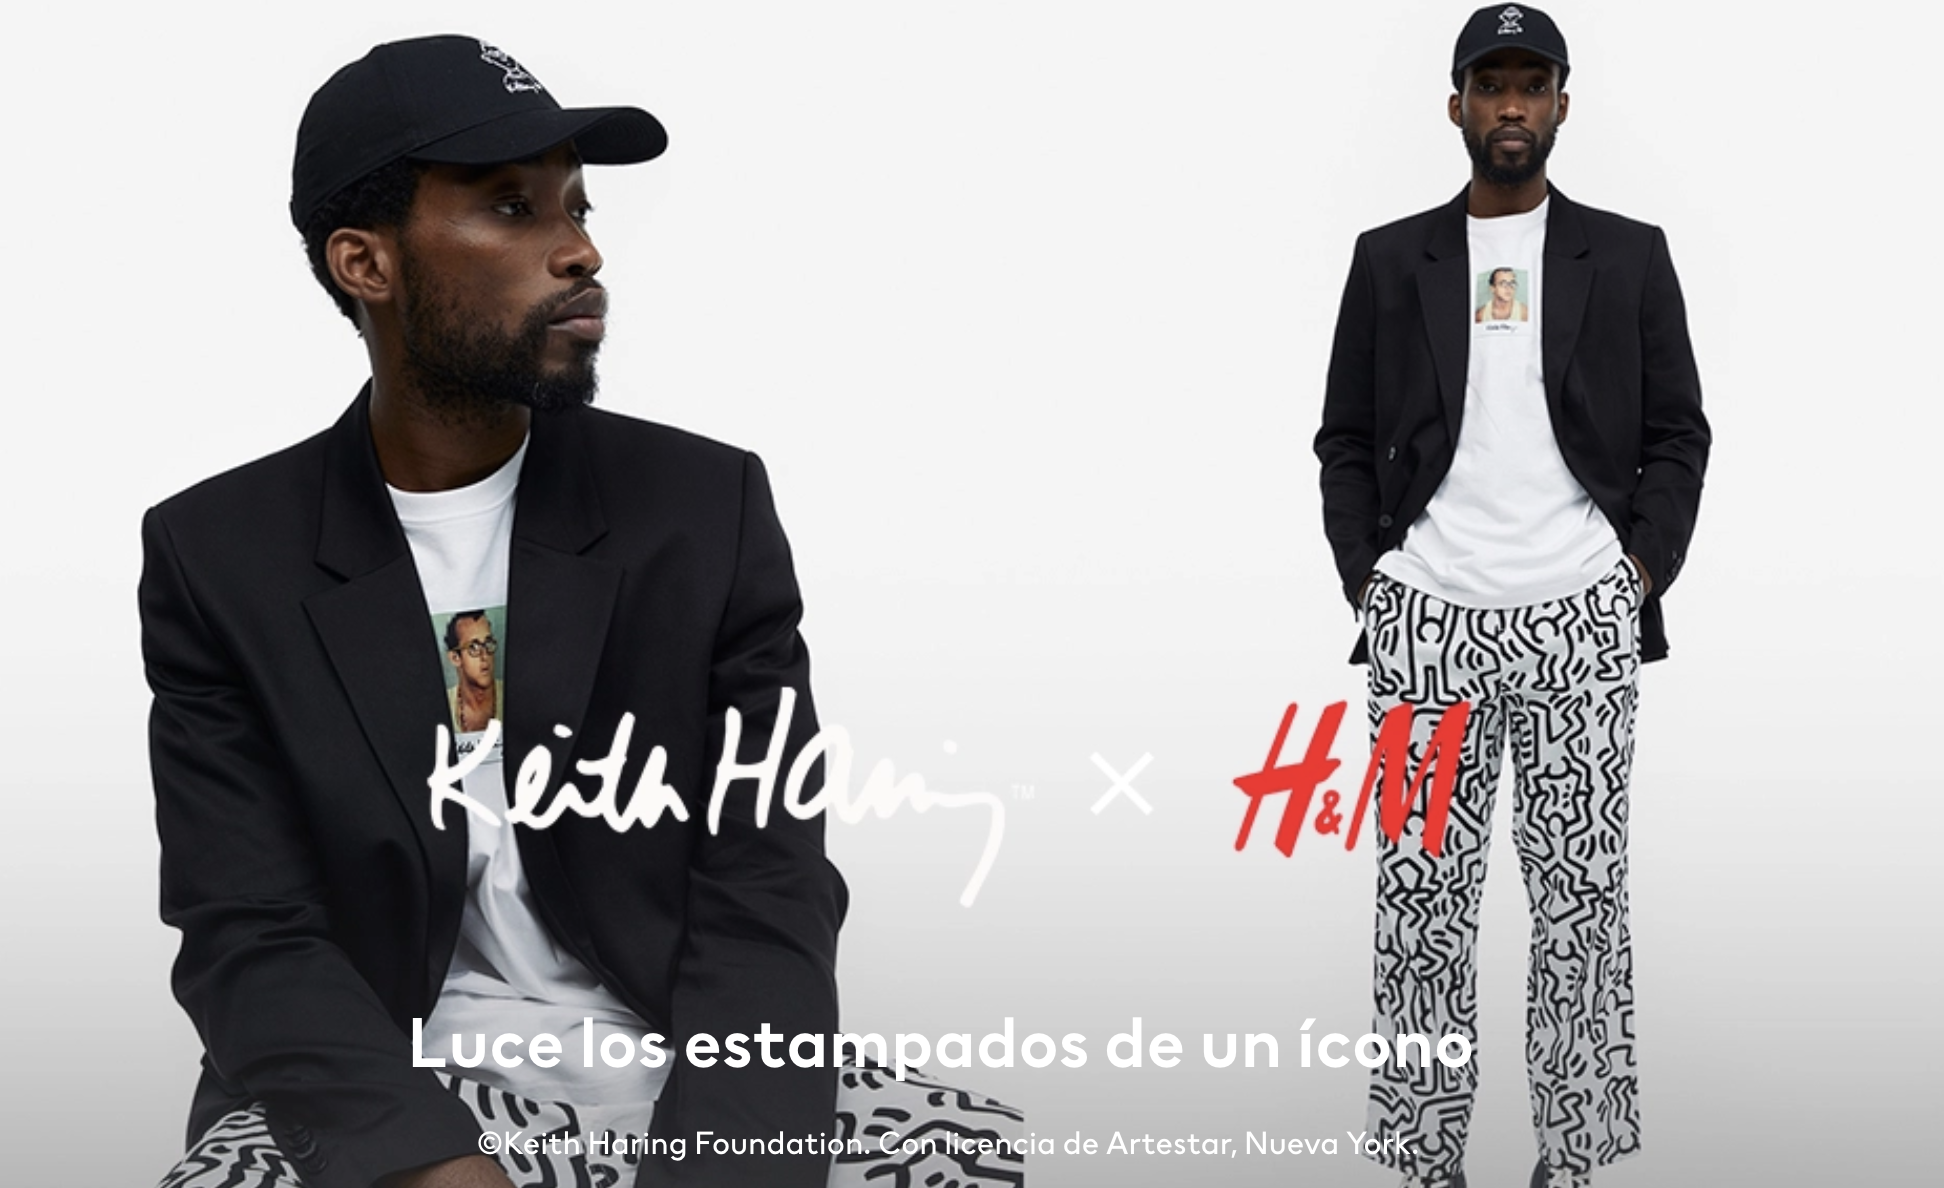 Keith Haring™ × H&M
Luce los estampados de un ícono
©Keith Haring Foundation. Con licencia de Artestar, Nueva York.